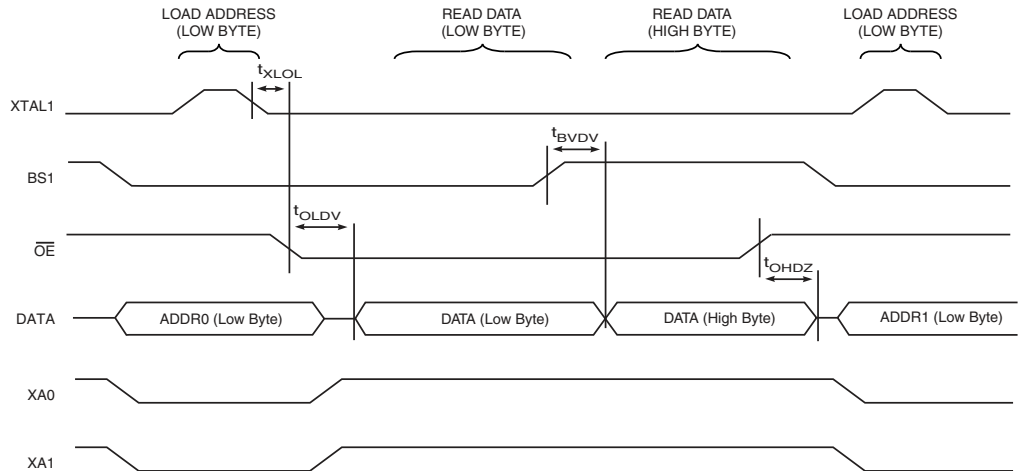 LOAD ADDRESS
(LOW BYTE)
READ DATA
(LOW BYTE)
READ DATA
(HIGH BYTE)
LOAD ADDRESS
(LOW BYTE)
tXLOL
XTAL1
tBVDV
BS1
tOLDV
OE
tOHDZ
DATA
ADDR0 (Low Byte)
DATA (Low Byte)
DATA (High Byte)
ADDR1 (Low Byte)
XA0
XA1